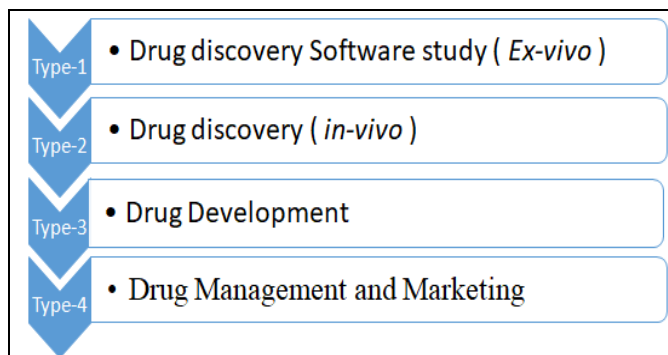 Type-1
• Drug discovery Software study ( Ex-vivo )
Type-2
• Drug discovery ( in-vivo )
Type-3
• Drug Development
Type-4
• Drug Management and Marketing